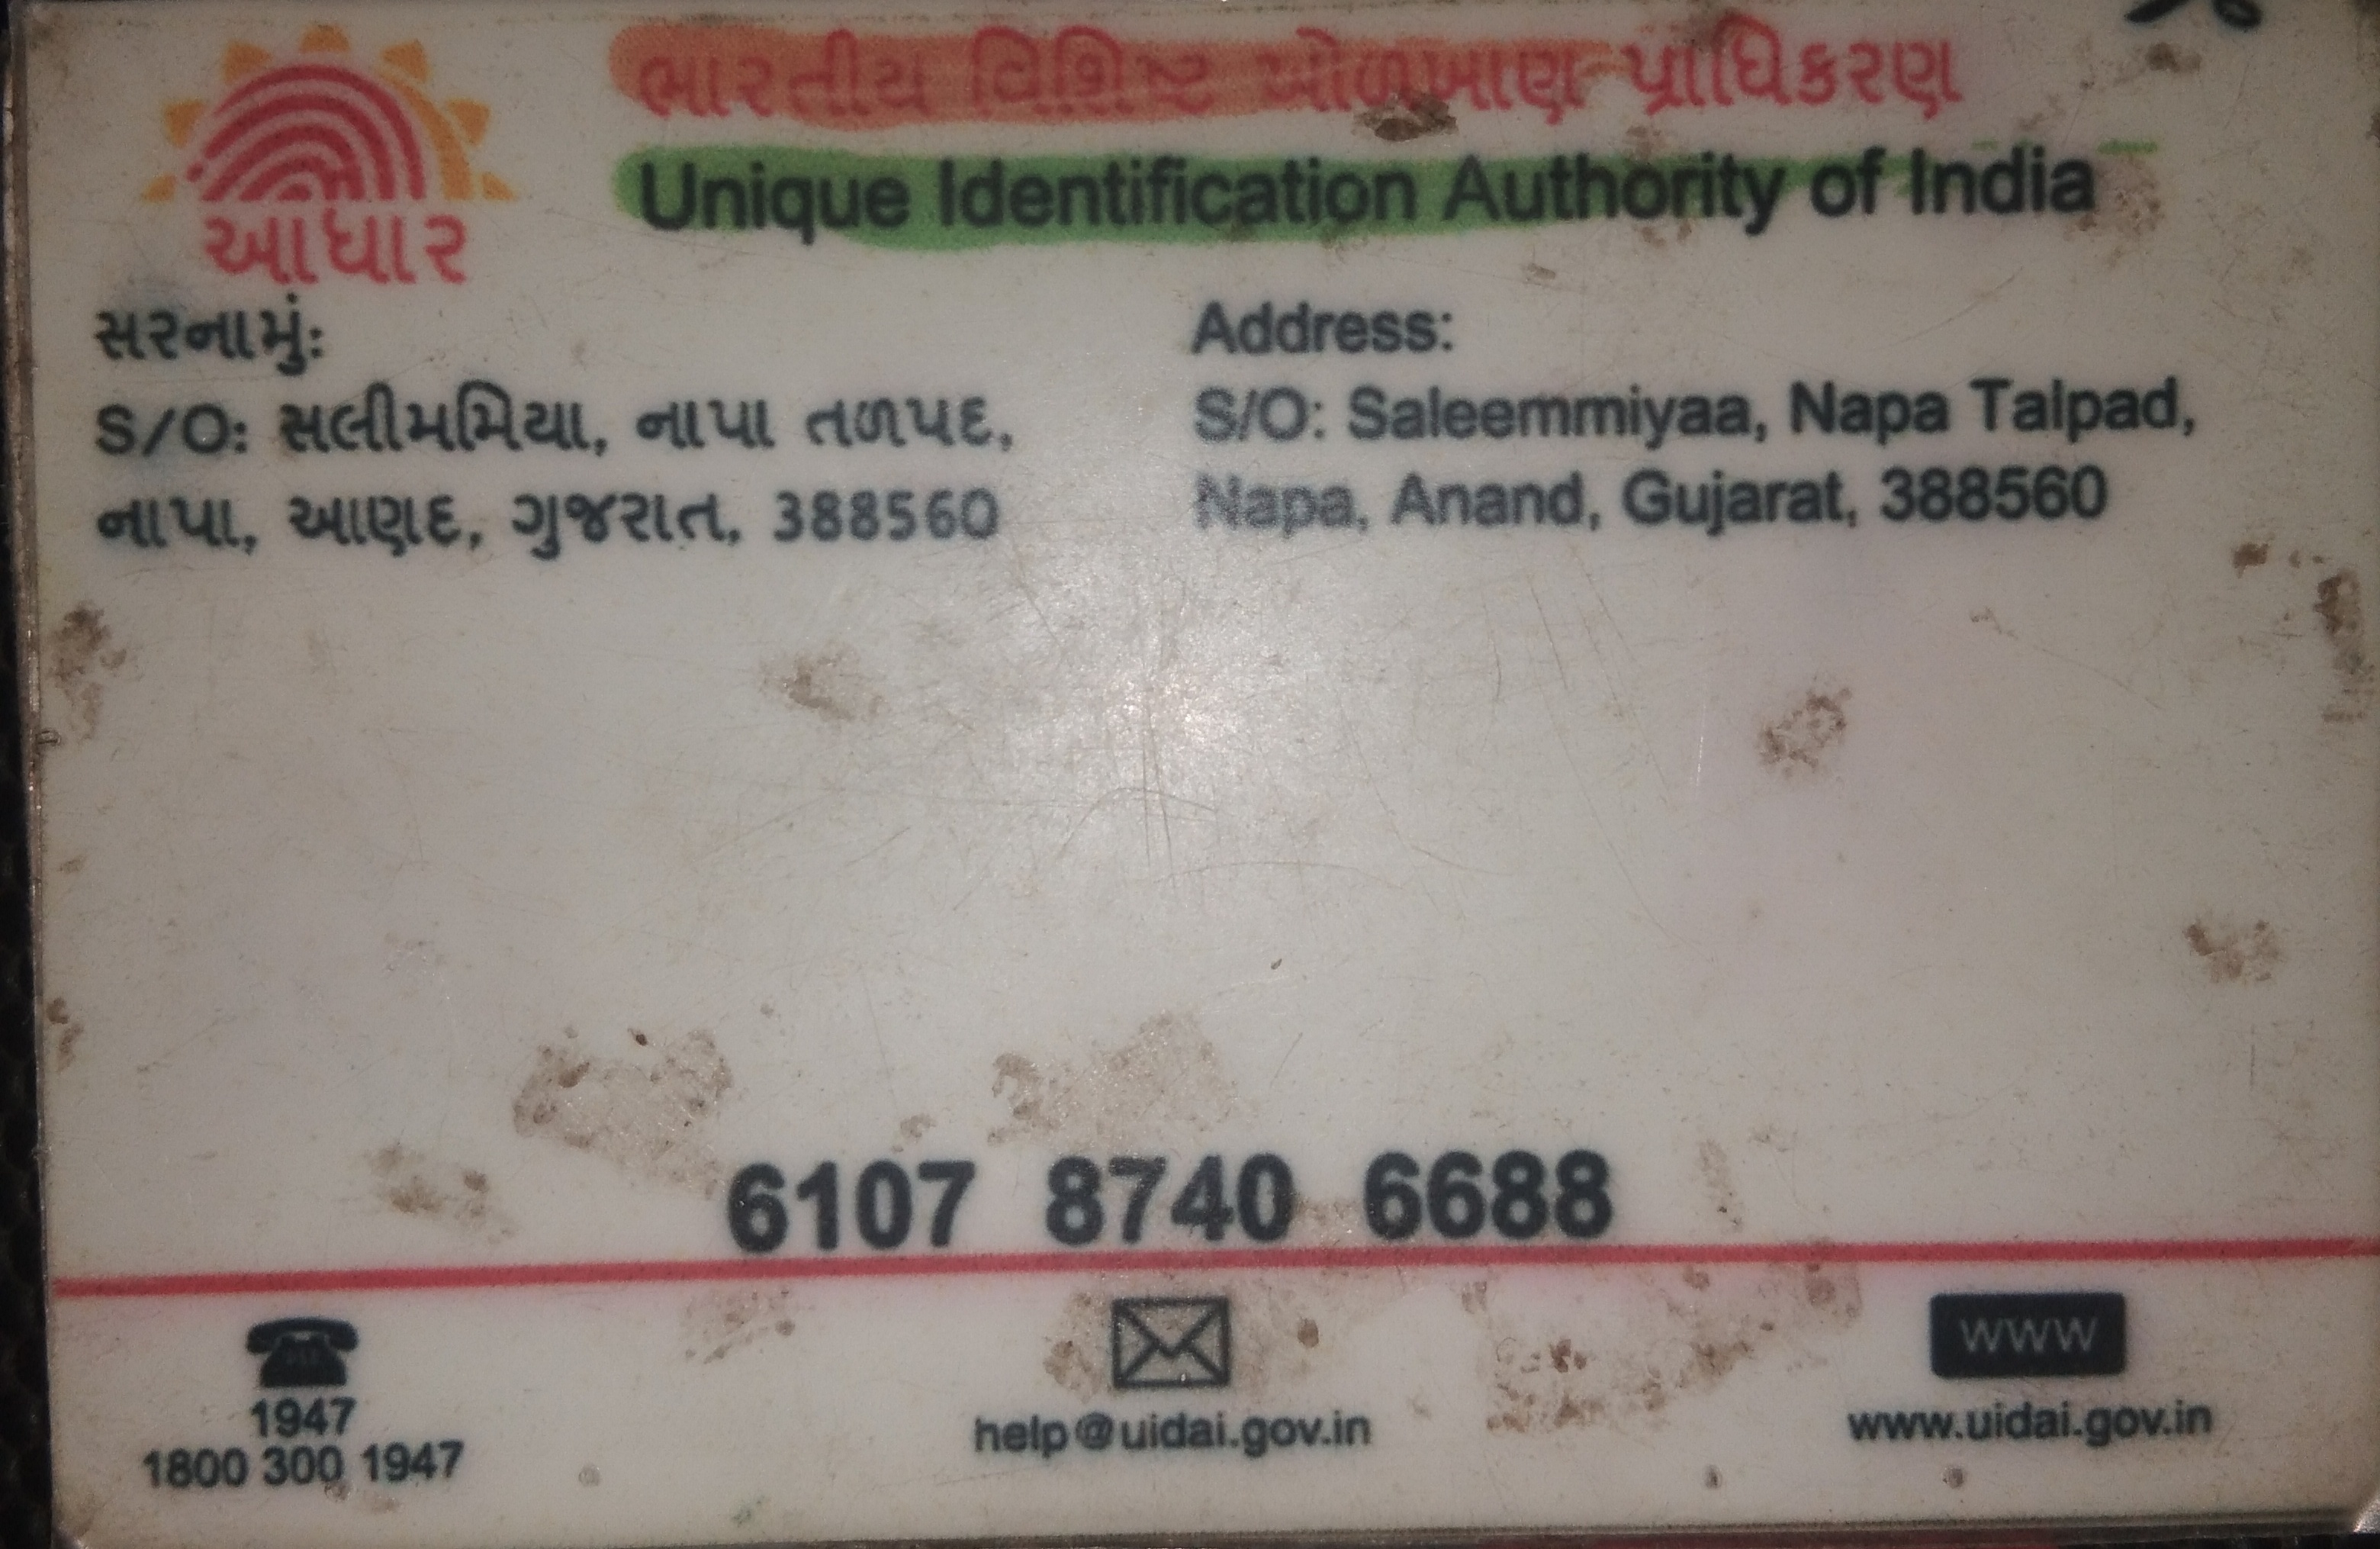 ભારતીય વિશિષ્ટ ઓળખાણ પ્રાધિકરણ
Unique Identification Authority of India
આધાર
સરનામું:
S/O: સલીમમિયા, નાપા તળપદ,
નાપા, આણદ, ગુજરાત, 388560
Address:
S/O: Saleemmiyaa, Napa Talpad,
Napa, Anand, Gujarat, 388560
6107 8740 6688
1947
1800 300 1947
help@uidai.gov.in
www
www.uidai.gov.in